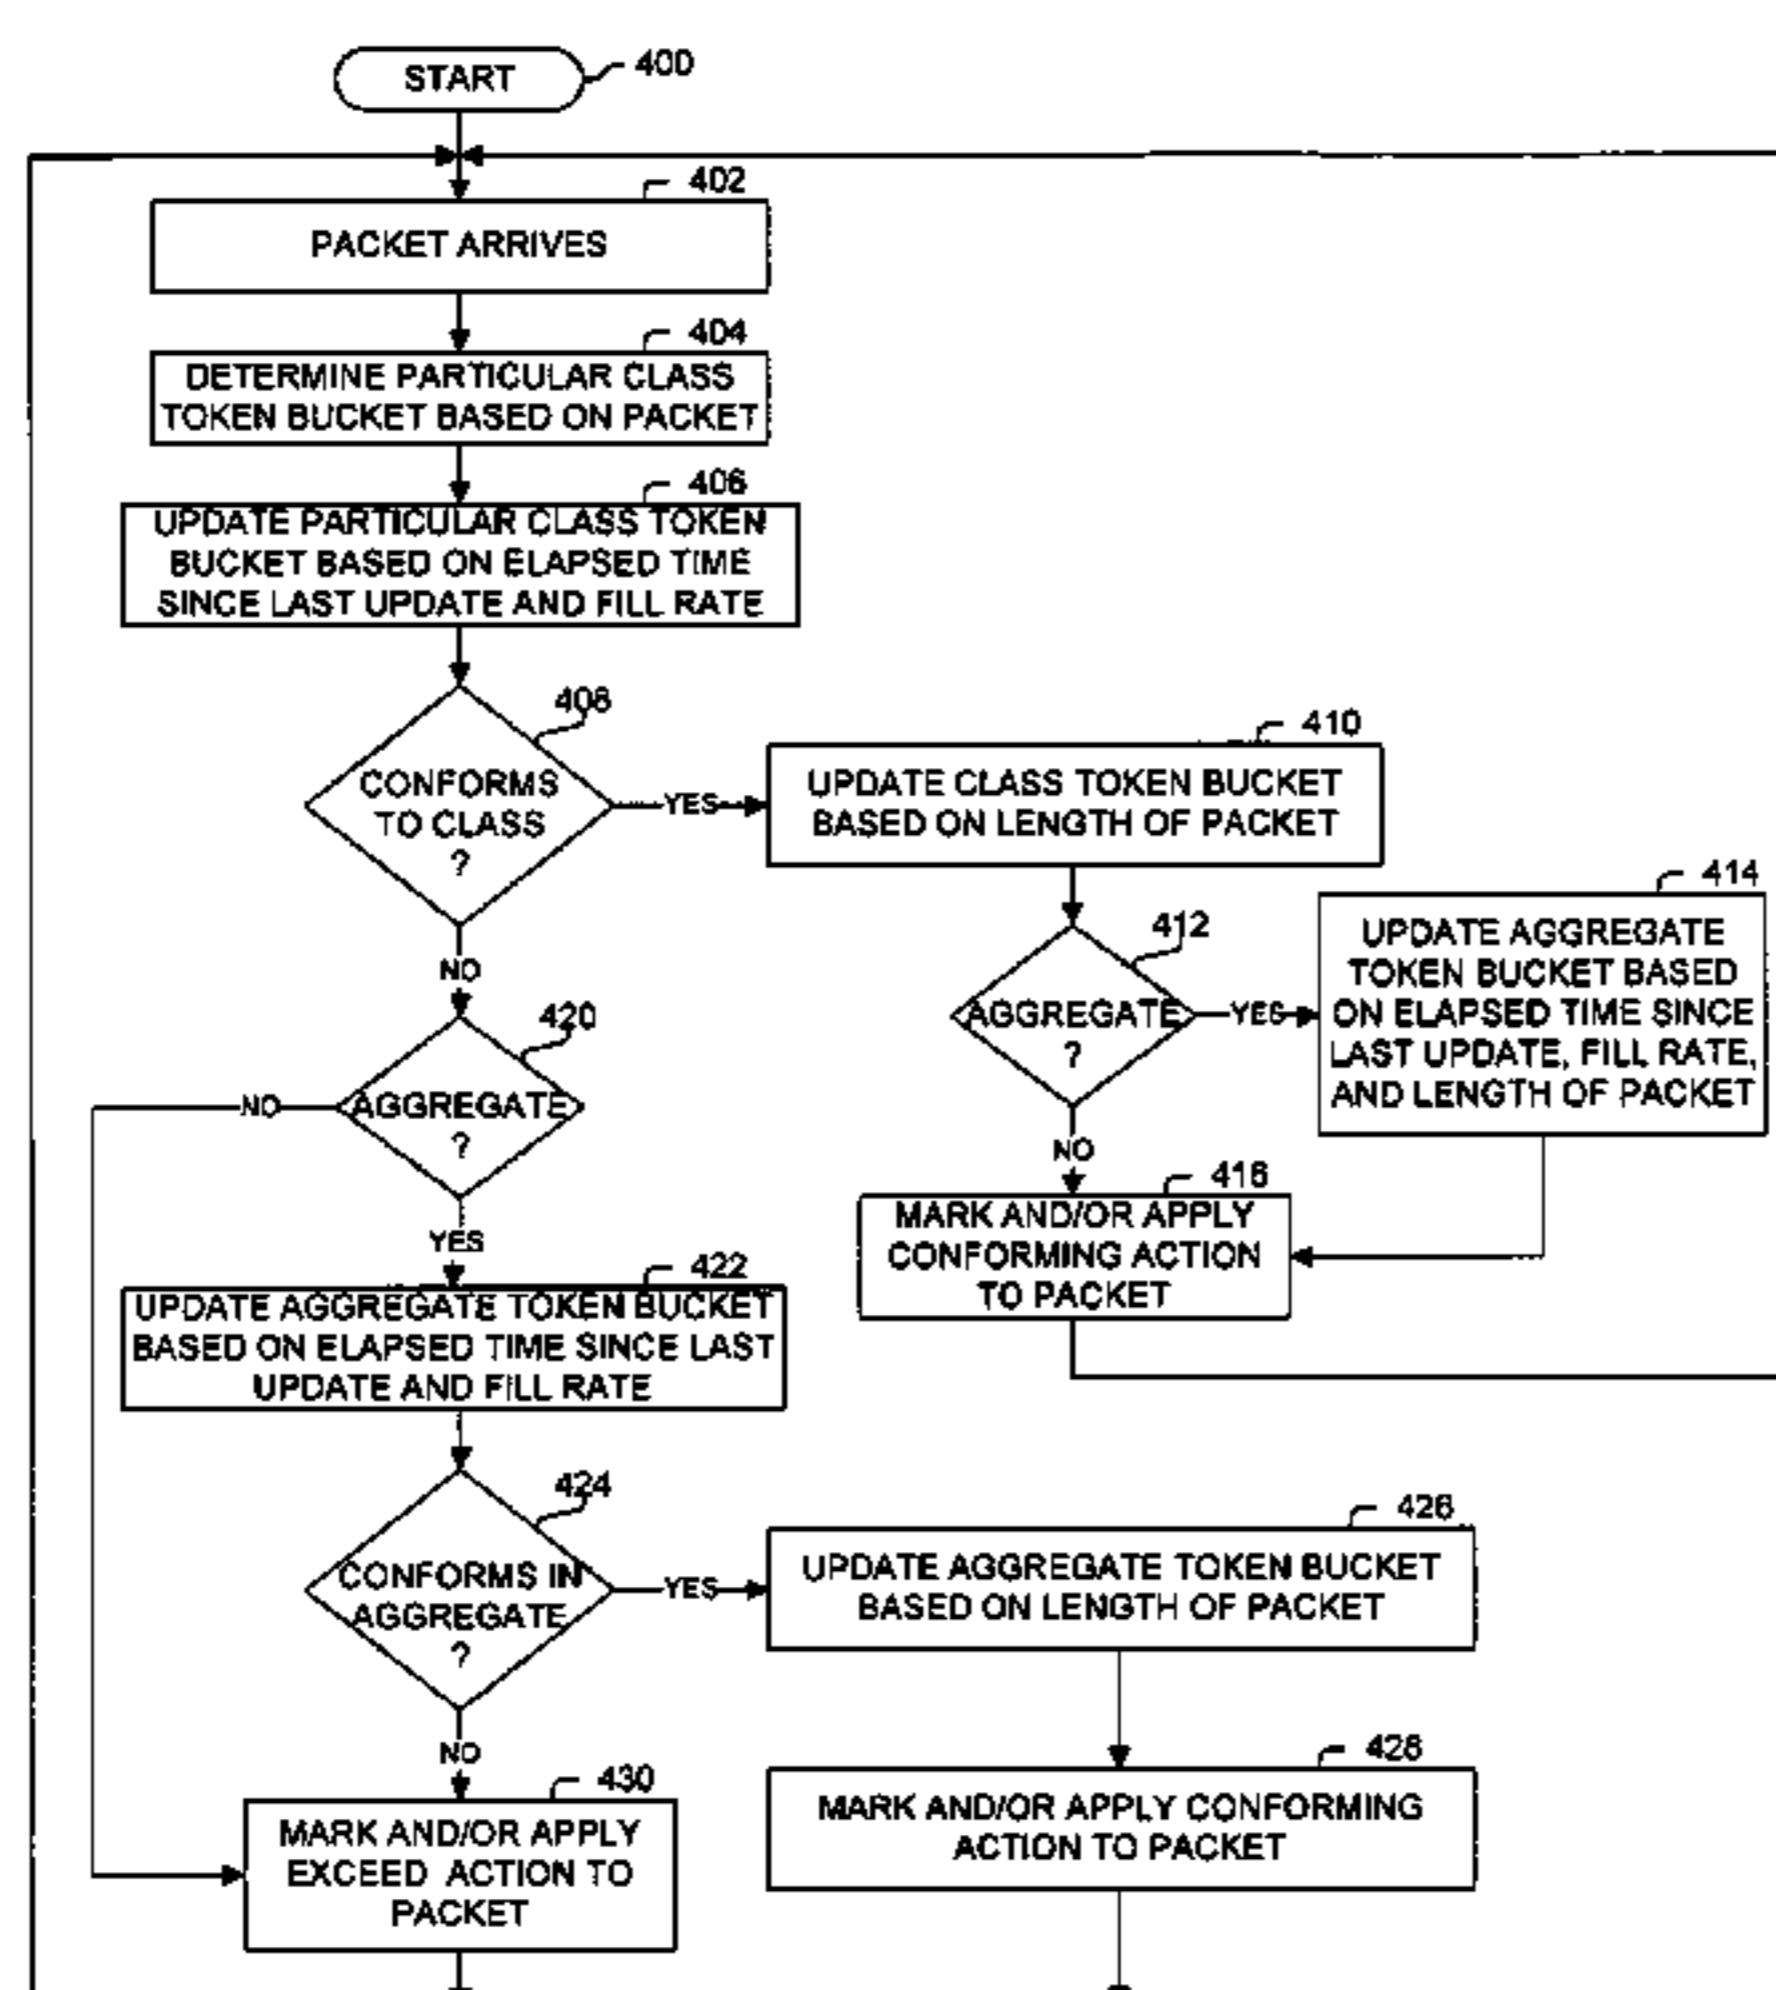 START
400
402
PACKET ARRIVES
404
DETERMINE PARTICULAR CLASS
TOKEN BUCKET BASED ON PACKET
406
UPDATE PARTICULAR CLASS TOKEN
BUCKET BASED ON ELAPSED TIME
SINCE LAST UPDATE AND FILL RATE
408
CONFORMS
TO CLASS
?
YES
410
UPDATE CLASS TOKEN BUCKET
BASED ON LENGTH OF PACKET
412
AGGREGATE
?
YES
414
UPDATE AGGREGATE
TOKEN BUCKET BASED
ON ELAPSED TIME SINCE
LAST UPDATE, FILL RATE,
AND LENGTH OF PACKET
NO
416
MARK AND/OR APPLY
CONFORMING ACTION
TO PACKET
NO
420
AGGREGATE
?
NO
YES
422
UPDATE AGGREGATE TOKEN BUCKET
BASED ON ELAPSED TIME SINCE LAST
UPDATE AND FILL RATE
424
CONFORMS IN
AGGREGATE
?
YES
426
UPDATE AGGREGATE TOKEN BUCKET
BASED ON LENGTH OF PACKET
428
MARK AND/OR APPLY CONFORMING
ACTION TO PACKET
NO
430
MARK AND/OR APPLY
EXCEED ACTION TO
PACKET